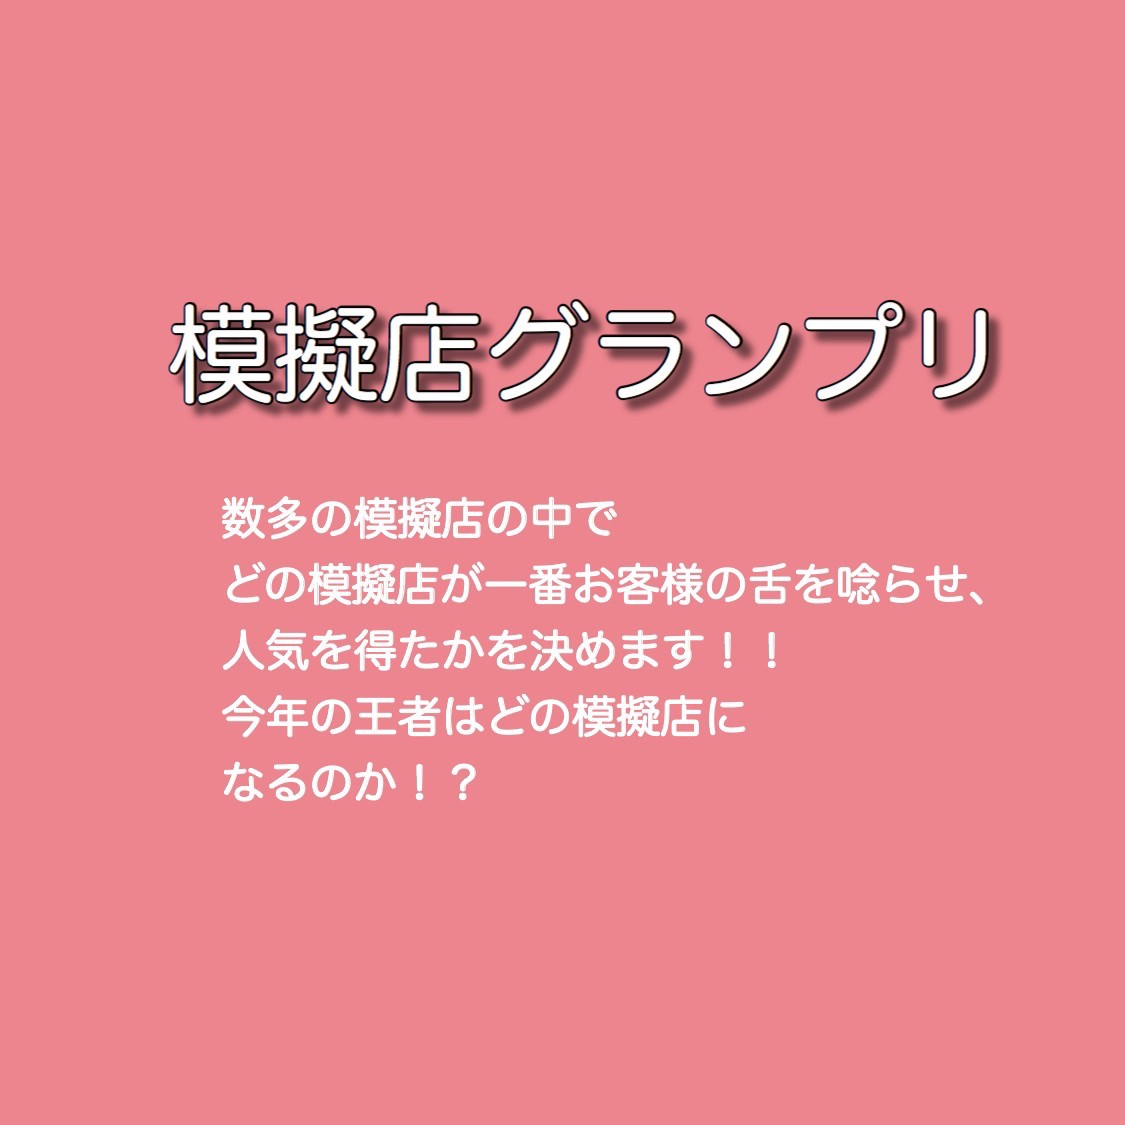 模擬店グランプリ
数多の模擬店の中で
どの模擬店が一番お客様の舌を唸らせ、
人気を得たかを決めます！！
今年の王者はどの模擬店に
なるのか！？